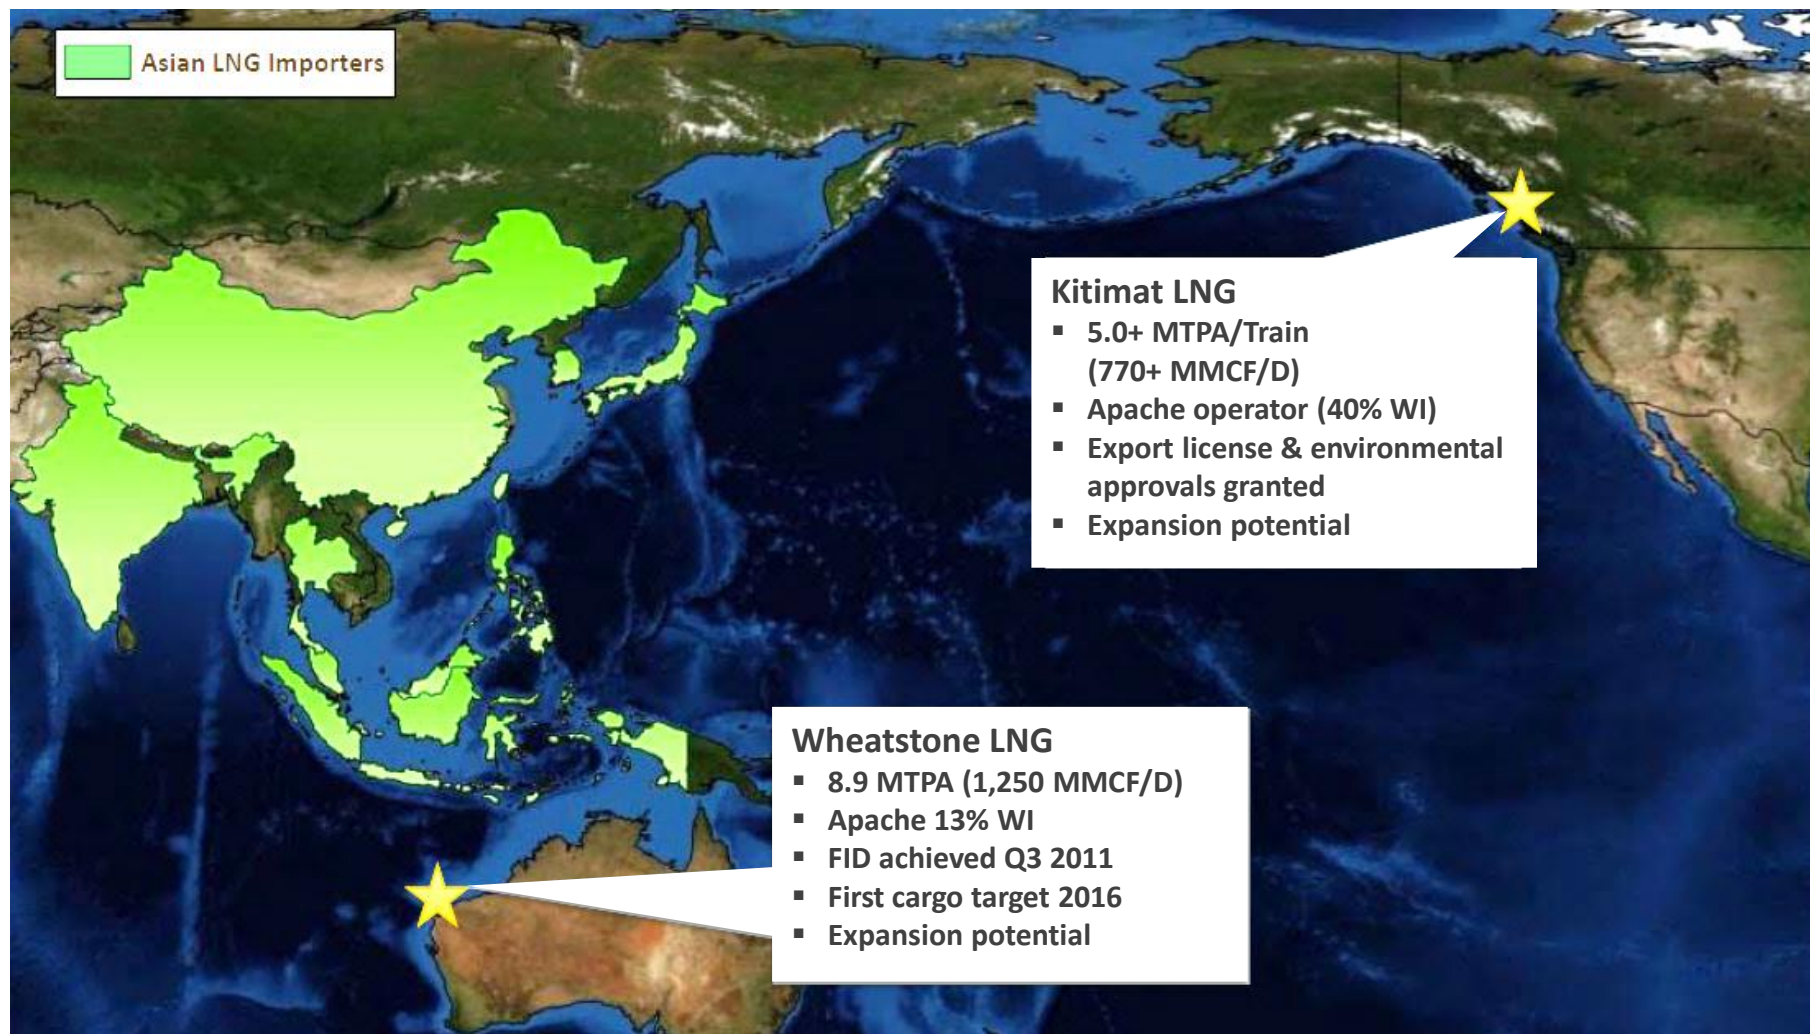 Asian LNG Importers
Kitimat LNG
▪ 5.0+ MTPA/Train
(770+ MMCF/D)
▪ Apache operator (40% WI)
▪ Export license & environmental
approvals granted
▪ Expansion potential
Wheatstone LNG
▪ 8.9 MTPA (1,250 MMCF/D)
▪ Apache 13% WI
▪ FID achieved Q3 2011
▪ First cargo target 2016
▪ Expansion potential